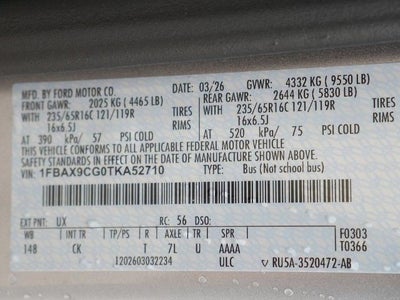 MFD. BY FORD MOTOR CO. 03/26 GVWR: 4332 KG ( 9550 LB)
FRONT GAWR: 2025 KG ( 4465 LB) REAR GAWR: 2644 KG ( 5830 LB)
WITH 235/65R16C 121/119R TIRES WITH 235/65R16C 121/119R TIRES
16x6.5J RIMS 16x6.5J RIMS
AT 390 kPa/ 57 PSI COLD AT 520 kPa/ 75 PSI COLD
THIS VEHICLE CONFORMS TO ALL APPLICABLE FEDERAL MOTOR VEHICLE
SAFETY STANDARDS IN EFFECT ON THE DATE OF MANUFACTURE SHOWN ABOVE.
VIN: 1FBAX9CG0TKA52710
TYPE: Bus (Not school bus)
EXT PNT: UX RC: 56 DSO:
WB INT TR TP/PS R AXLE TR SPR F0303
148 CK T 7L U AAAA T0366
1202603032234 ULC RU5A-3520472-AB